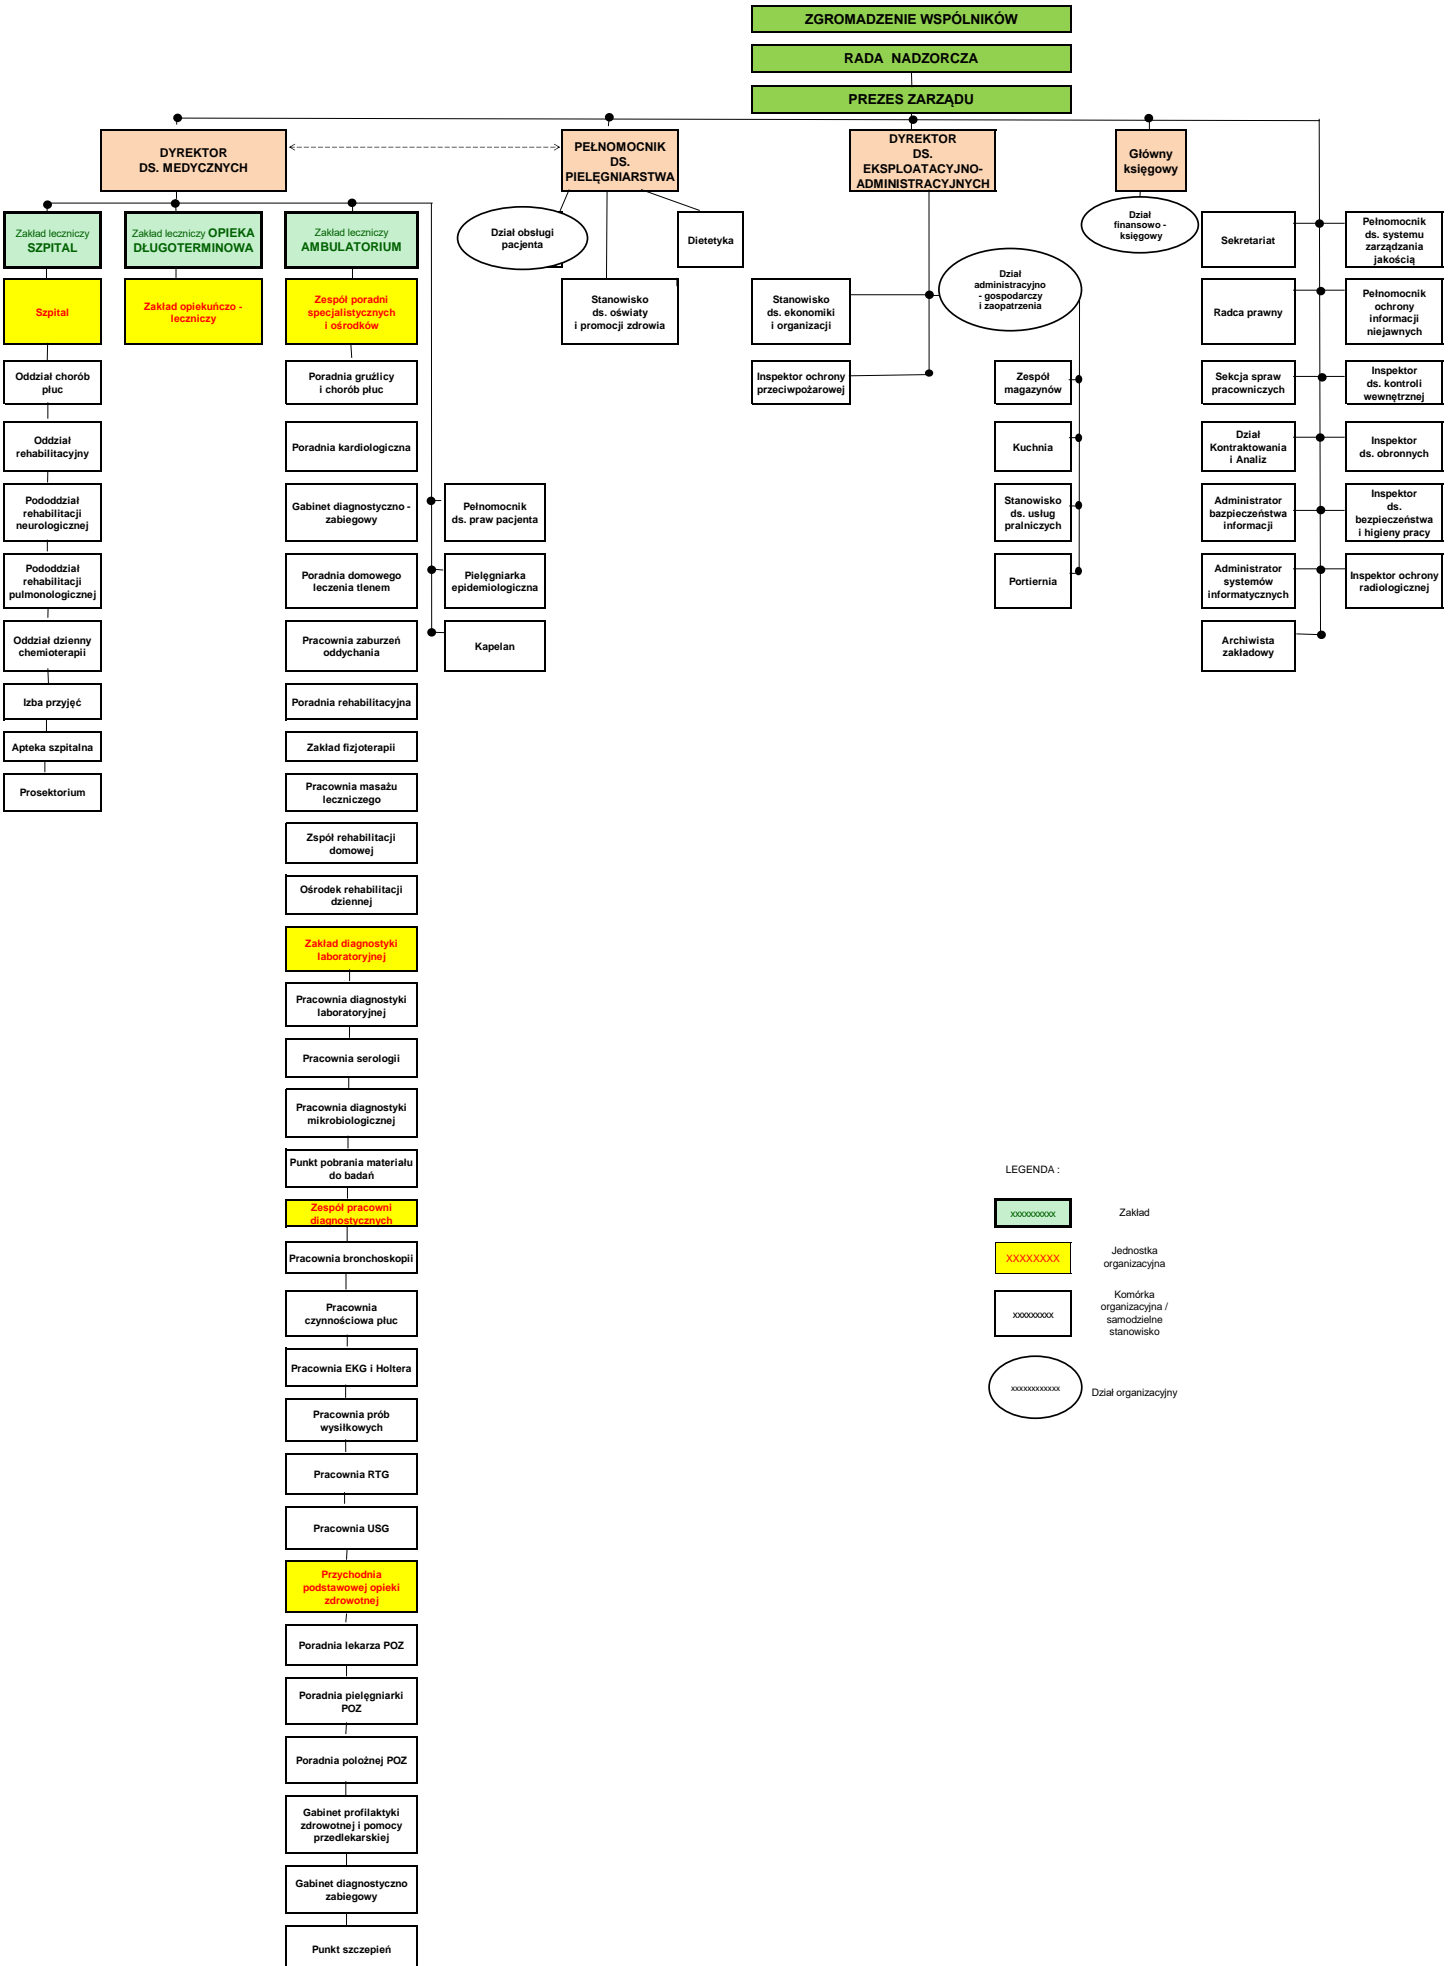 ZGROMADZENIE WSPÓLNIKÓW
RADA NADZORCZA
PREZES ZARZĄDU
DYREKTOR
DS. MEDYCZNYCH
PEŁNOMOCNIK
DS.
PIELĘGNIARSTWA
DYREKTOR
DS.
EKSPLOATACYJNO-
ADMINISTRACYJNYCH
Główny
księgowy
Zakład leczniczy
SZPITAL
Zakład leczniczy OPIEKA
DŁUGOTERMINOWA
Zakład leczniczy
AMBULATORIUM
Dział obsługi
pacjenta
Dietetyka
Dział
finansowo -
księgowy
Sekretariat
Pełnomocnik
ds. systemu
zarządzania
jakością
Szpital
Zakład opiekuńczo -
leczniczy
Zespół poradni
specjalistycznych
i ośrodków
Stanowisko
ds. oświaty
i promocji zdrowia
Stanowisko
ds. ekonomiki
i organizacji
Dział
administracyjno
- gospodarczy
i zaopatrzenia
Radca prawny
Pełnomocnik
ochrony
informacji
niejawnych
Oddział chorób
płuc
Poradnia gruźlicy
i chorób płuc
Inspektor ochrony
przeciwpożarowej
Zespół
magazynów
Sekcja spraw
pracowniczych
Inspektor
ds. kontroli
wewnętrznej
Oddział
rehabilitacyjny
Poradnia kardiologiczna
Kuchnia
Dział
Kontraktowania
i Analiz
Inspektor
ds. obronnych
Pododdział
rehabilitacji
neurologicznej
Gabinet diagnostyczno -
zabiegowy
Pełnomocnik
ds. praw pacjenta
Stanowisko
ds. usług
pralniczych
Administrator
bazpieczeństwa
informacji
Inspektor
ds.
bezpieczeństwa
i higieny pracy
Pododdział
rehabilitacji
pulmonologicznej
Poradnia domowego
leczenia tlenem
Pielęgniarka
epidemiologiczna
Portiernia
Administrator
systemów
informatycznych
Inspektor ochrony
radiologicznej
Oddział dzienny
chemioterapii
Pracownia zaburzeń
oddychania
Kapelan
Archiwista
zakładowy
Izba przyjęć
Poradnia rehabilitacyjna
Apteka szpitalna
Zakład fizjoterapii
Prosektorium
Pracownia masażu
leczniczego
Zspół rehabilitacji
domowej
Ośrodek rehabilitacji
dziennej
Zakład diagnostyki
laboratoryjnej
Pracownia diagnostyki
laboratoryjnej
Pracownia serologii
Pracownia diagnostyki
mikrobiologicznej
Punkt pobrania materiału
do badań
Zespół pracowni
diagnostycznych
Pracownia bronchoskopii
Pracownia
czynnościowa płuc
Pracownia EKG i Holtera
Pracownia prób
wysiłkowych
Pracownia RTG
Pracownia USG
Przychodnia
podstawowej opieki
zdrowotnej
Poradnia lekarza POZ
Poradnia pielęgniarki
POZ
Poradnia położnej POZ
Gabinet profilaktyki
zdrowotnej i pomocy
przedlekarskiej
Gabinet diagnostyczno
zabiegowy
Punkt szczepień
LEGENDA :
xxxxxxxxxx
Zakład
XXXXXXXX
Jednostka
organizacyjna
xxxxxxxxx
Komórka
organizacyjna /
samodzielne
stanowisko
xxxxxxxxxxxx
Dział organizacyjny